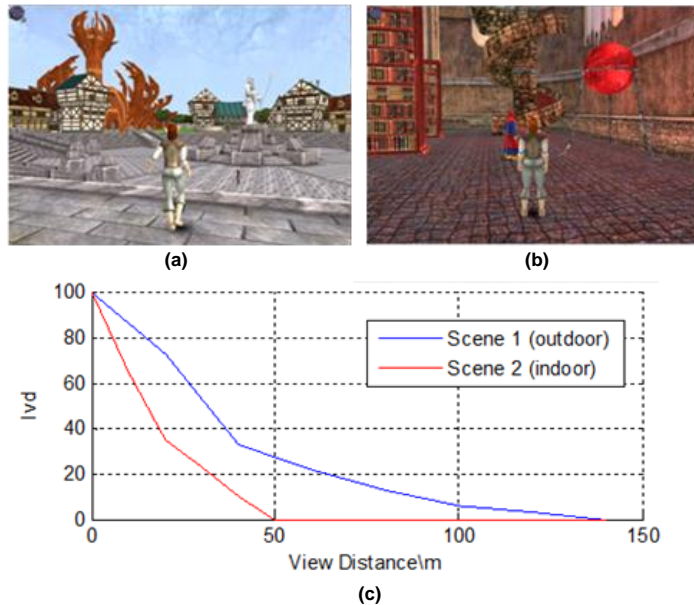 (a)
(b)
100
80
60
40
20
0
Ivd
Scene 1 (outdoor)
Scene 2 (indoor)
0
50
100
150
View Distance\m
(c)